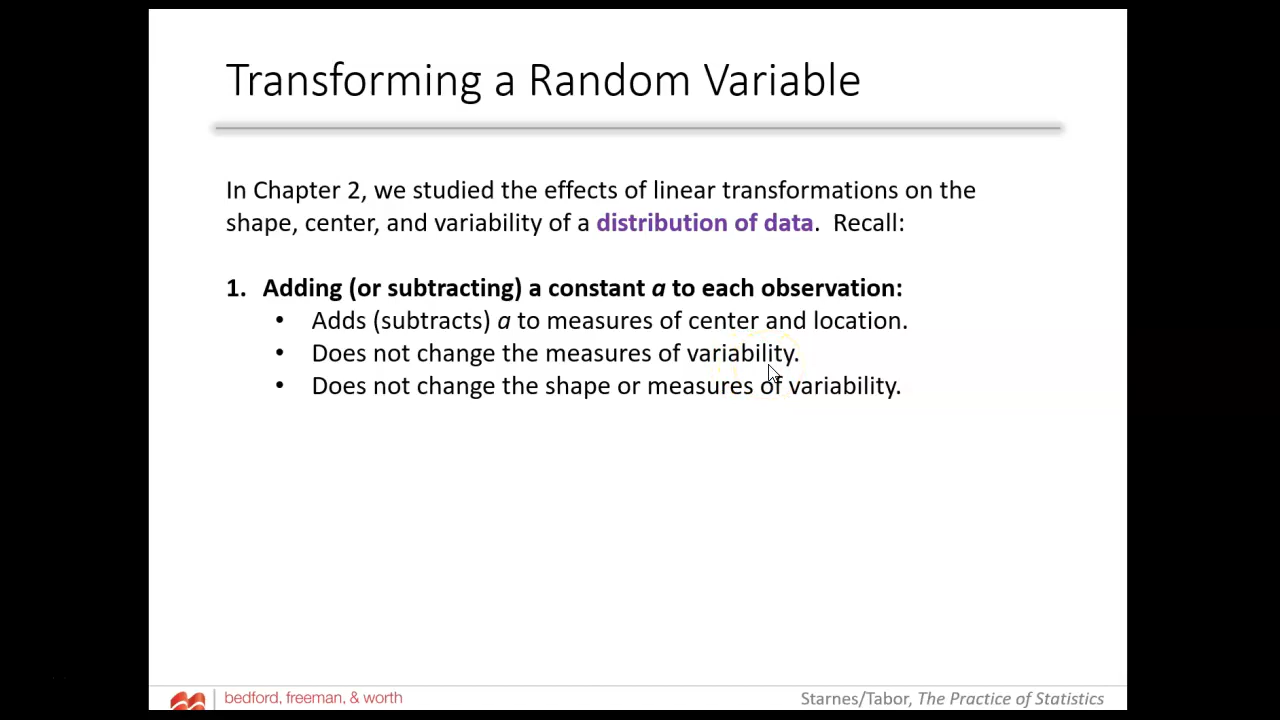 Transforming a Random Variable
In Chapter 2, we studied the effects of linear transformations on the
shape, center, and variability of a distribution of data. Recall:
1. Adding (or subtracting) a constant a to each observation:
• Adds (subtracts) a to measures of center and location.
• Does not change the measures of variability.
• Does not change the shape or measures of variability.
bedford, freeman, & worth
Starnes/Tabor, The Practice of Statistics